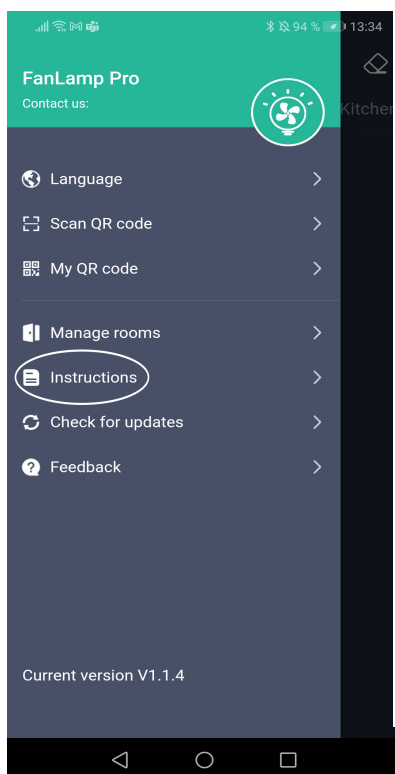 94 % 13:34
FanLamp Pro
Contact us:
Kitchen
Language
Scan QR code
My QR code
Manage rooms
Instructions
Check for updates
Feedback
Current version V1.1.4